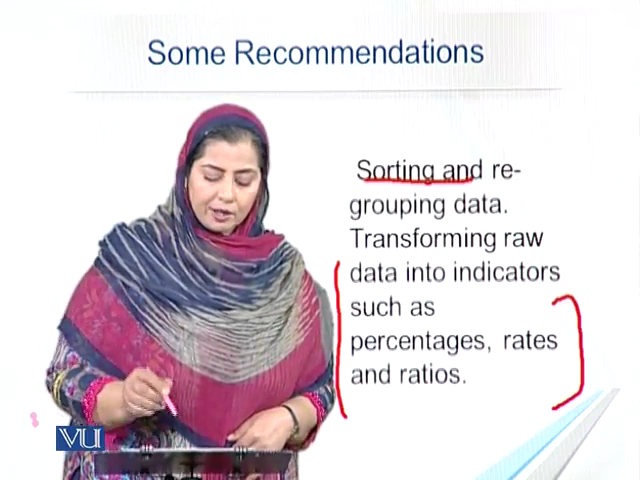 Some Recommendations
Sorting and re-
grouping data.
Transforming raw
data into indicators
such as
percentages, rates
and ratios.
VU